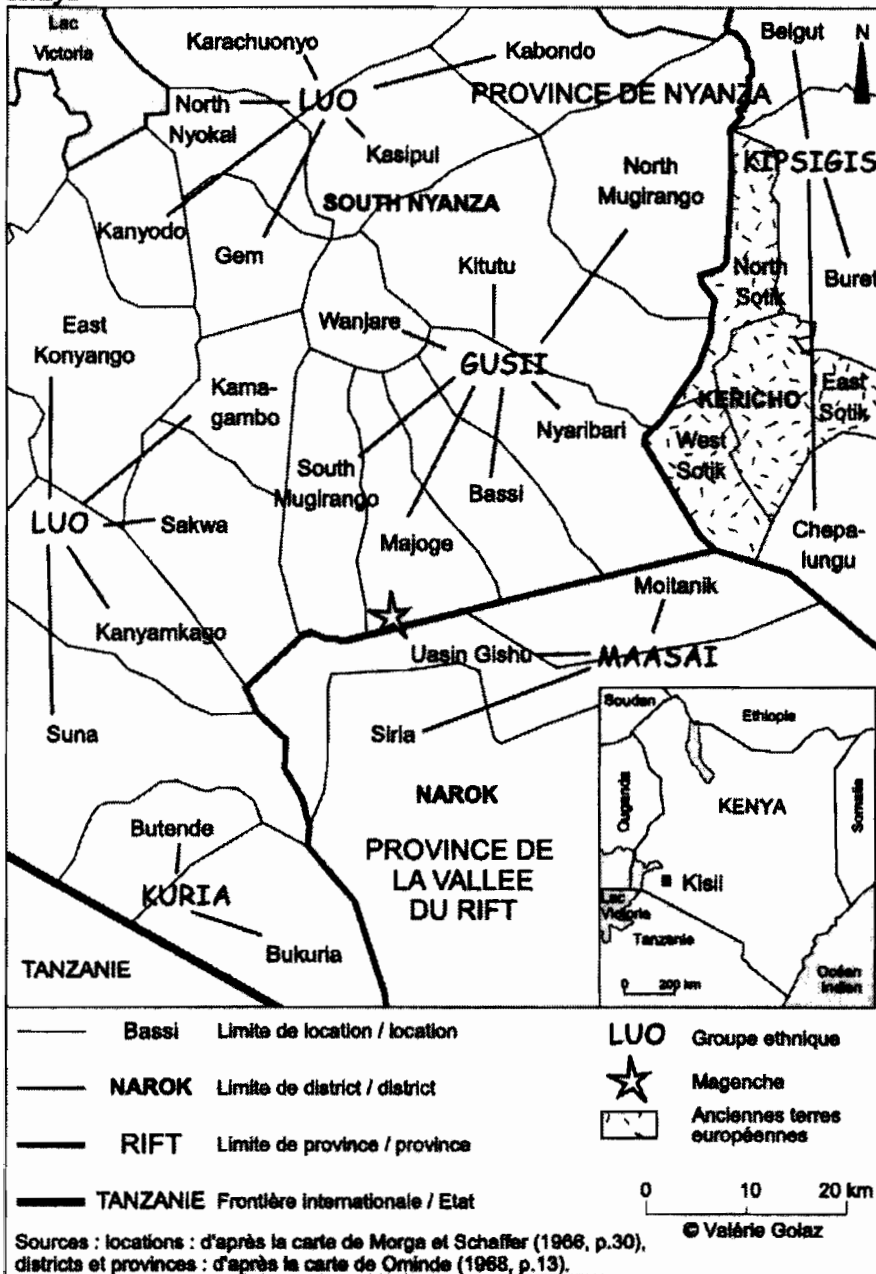 Lac
Victoria
Karachuonyo
Kabondo
Belgut
N
North
Nyokal
LUO
PROVINCE DE NYANZA
Kasipul
KIPSIGIS
North
Mugirango
SOUTH NYANZA
Kanyodo
Gem
Kitutu
North
Sotik
Buret
East
Konyango
Wanjare
GUSII
Kama-
gambo
KERICHO
East
Sotik
Nyaribari
West
Sotik
South
Mugirango
Bassi
LUO
Sakwa
Majoge
Chepa-
lungu
Moitanik
Kanyamkago
Uasin Gishu
MAASAI
Suna
Siria
Soudan
Ethiopie
NAROK
Ouganda
KENYA
Somalie
Butende
PROVINCE DE
LA VALLEE
DU RIFT
Kisii
KURIA
Lac
Victoria
Bukuria
Tanzanie
TANZANIE
Océan
Indien
0 200 km
Bassi Limite de location / location
LUO Groupe ethnique
NAROK Limite de district / district
Magenche
RIFT Limite de province / province
Anciennes terres
européennes
TANZANIE Frontière internationale / Etat
0 20 km
© Valérie Golaz
Sources : locations : d'après la carte de Morga et Schaffer (1966, p.30),
districts et provinces : d'après la carte de Ominde (1968, p.13).